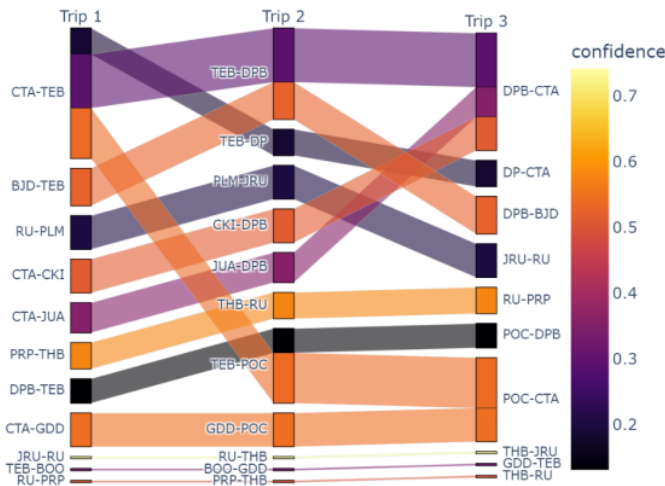 Trip 1
Trip 2
Trip 3
confidence
CTA-TEB
BJD-TEB
RU-PLM
CTA-CKI
CTA-JUA
PRP-THB
DPB-TEB
CTA-GDD
JRU-RU
TEB-BOO
RU-PRP
TEB-DPB
TEB-DP
PLM-JRU
CKI-DPB
JUA-DPB
THB-RU
TEB-POC
GDD-POC
RU-THB
BOO-GDD
PRP-THB
DPB-CTA
DP-CTA
DPB-BJD
JRU-RU
RU-PRP
POC-DPB
POC-CTA
THB-JRU
GDD-TEB
THB-RU
0.7
0.6
0.5
0.4
0.3
0.2